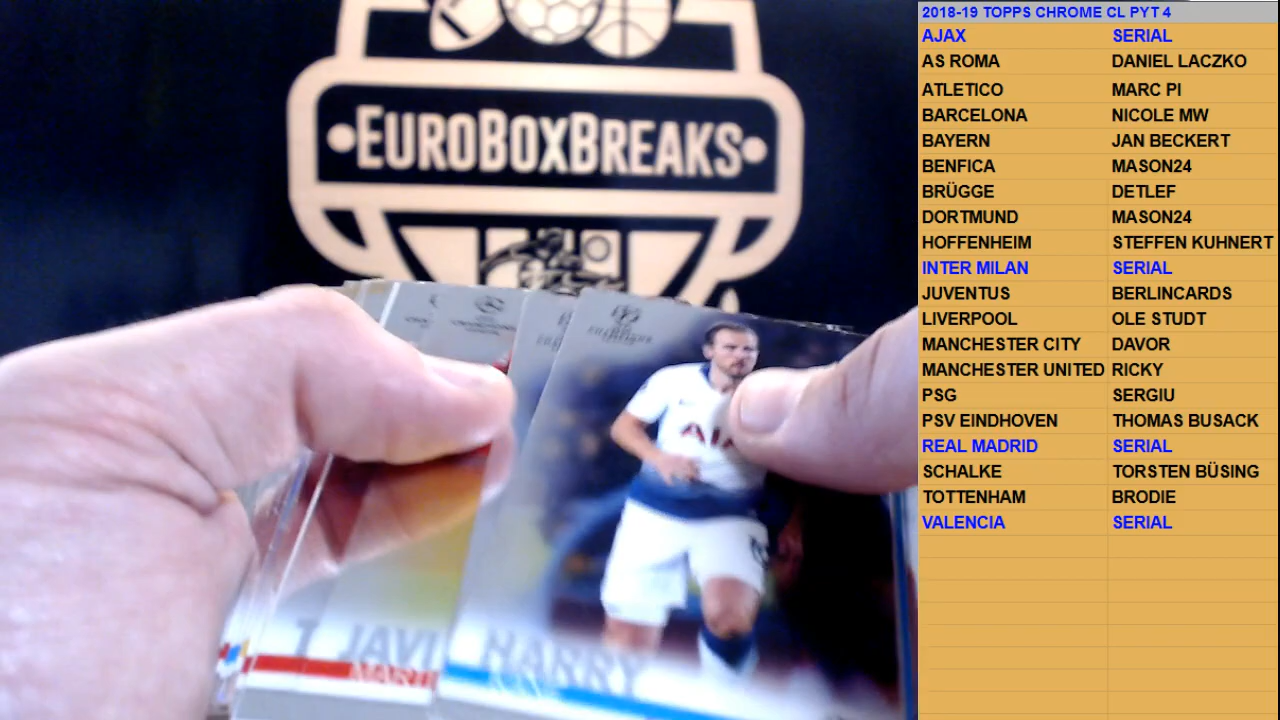 EUROBOXBREAKS
AIA
T JAVI HARRY
MARTI KANE
2018-19 TOPPS CHROME CL PYT 4
AJAX SERIAL
AS ROMA DANIEL LACZKO
ATLETICO MARC PI
BARCELONA NICOLE MW
BAYERN JAN BECKERT
BENFICA MASON24
BRÜGGE DETLEF
DORTMUND MASON24
HOFFENHEIM STEFFEN KUHNERT
INTER MILAN SERIAL
JUVENTUS BERLINCARDS
LIVERPOOL OLE STUDT
MANCHESTER CITY DAVOR
MANCHESTER UNITED RICKY
PSG SERGIU
PSV EINDHOVEN THOMAS BUSACK
REAL MADRID SERIAL
SCHALKE TORSTEN BÜSING
TOTTENHAM BRODIE
VALENCIA SERIAL